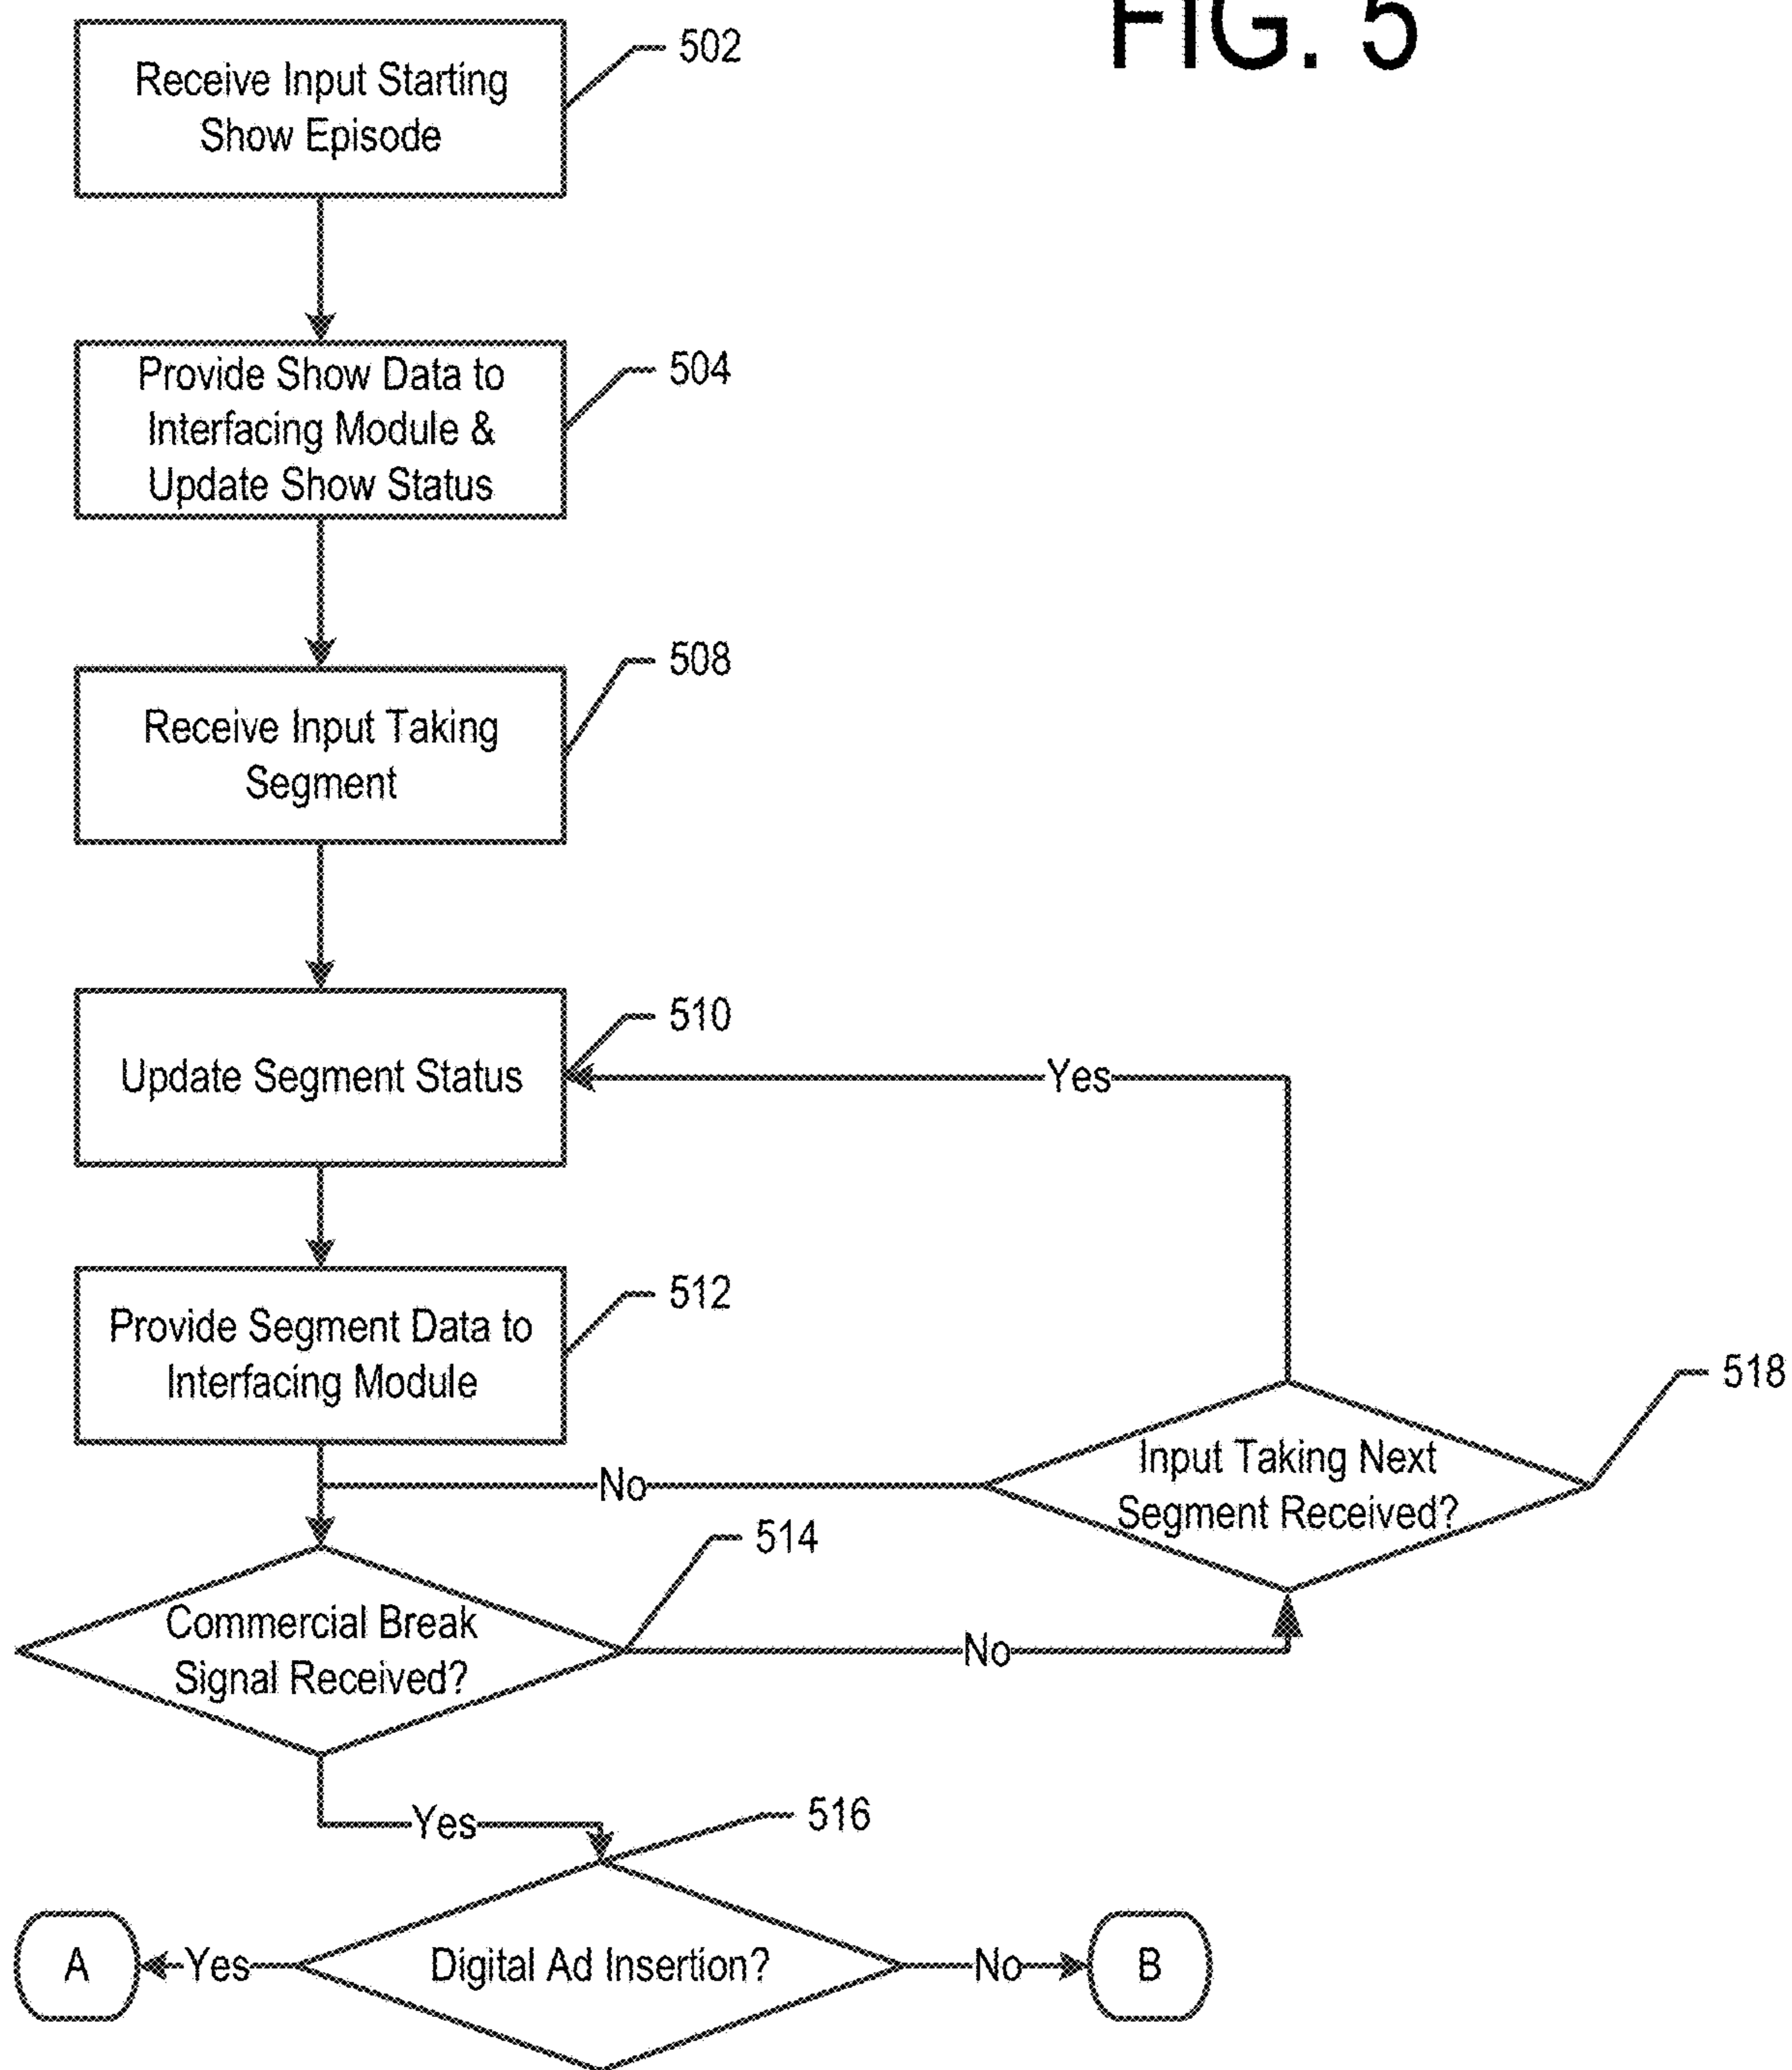 FIG. 5
Receive Input Starting
Show Episode
502
Provide Show Data to
Interfacing Module &
Update Show Status
504
Receive Input Taking
Segment
508
Update Segment Status
510
Yes
Provide Segment Data to
Interfacing Module
512
Input Taking Next
Segment Received?
518
No
Commercial Break
Signal Received?
514
No
Yes
516
A
Yes
Digital Ad Insertion?
No
B